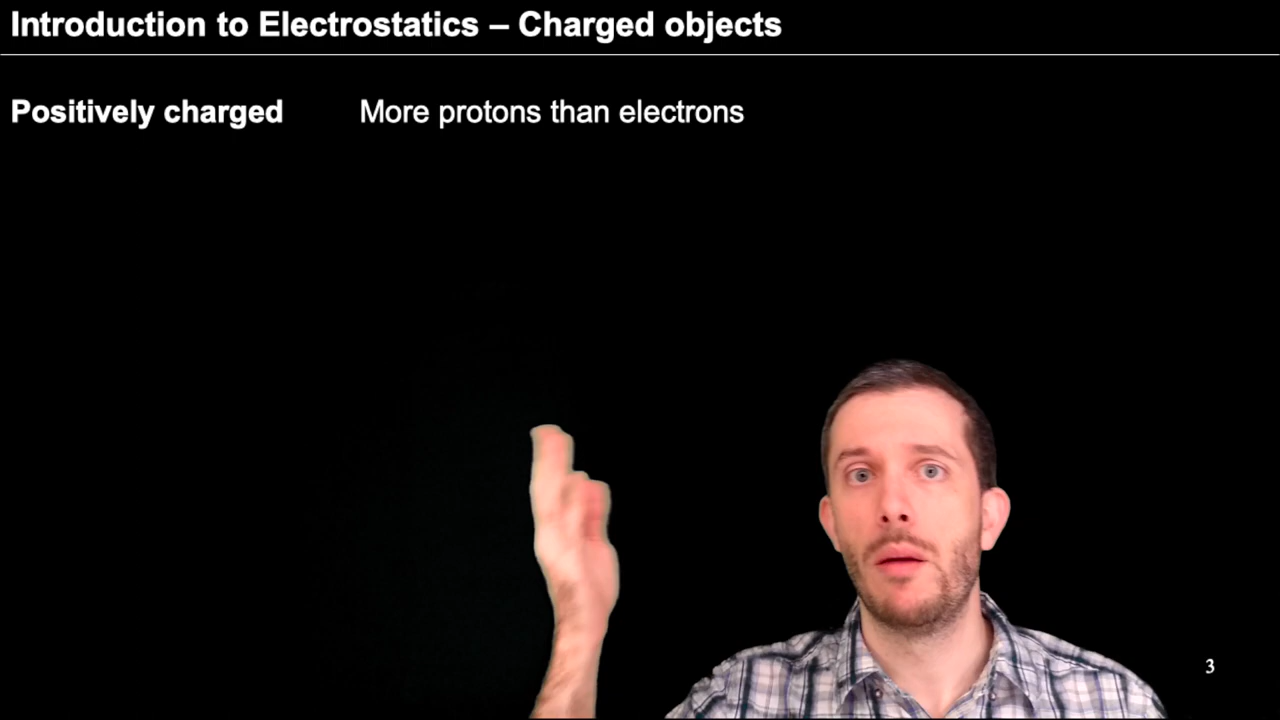 Introduction to Electrostatics – Charged objects
Positively charged More protons than electrons
3